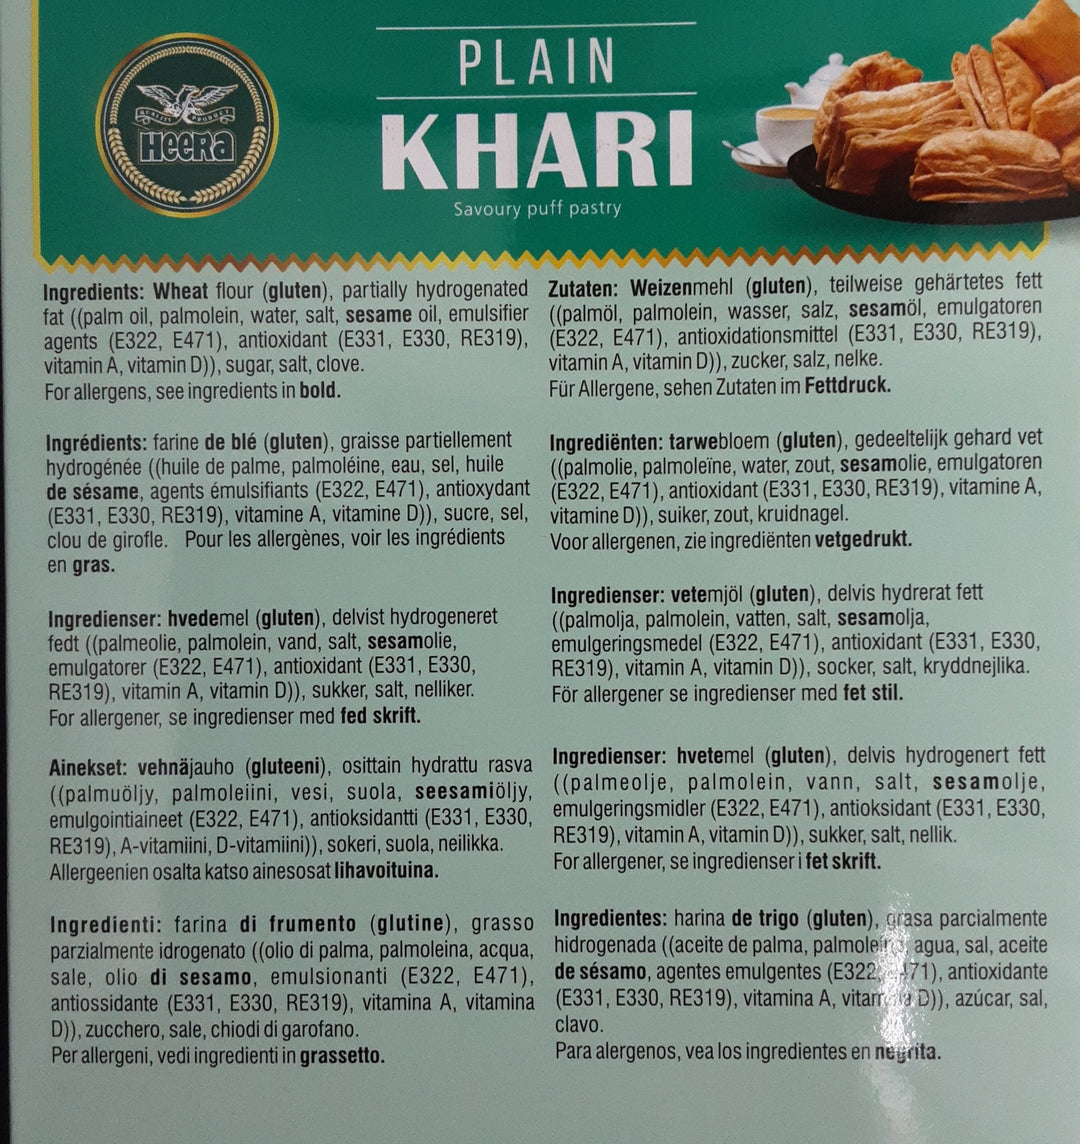 QUALITY PRODUCT
HEERA
PLAIN
KHARI
Savoury puff pastry
Ingredients: Wheat flour (gluten), partially hydrogenated
fat ((palm oil, palmolein, water, salt, sesame oil, emulsifier
agents (E322, E471), antioxidant (E331, E330, RE319),
vitamin A, vitamin D)), sugar, salt, clove.
For allergens, see ingredients in bold.
Ingrédients: farine de blé (gluten), graisse partiellement
hydrogénée ((huile de palme, palmoléine, eau, sel, huile
de sésame, agents émulsifiants (E322, E471), antioxydant
(E331, E330, RE319), vitamine A, vitamine D)), sucre, sel,
clou de girofle. Pour les allergènes, voir les ingrédients
en gras.
Ingredienser: hvedemel (gluten), delvist hydrogeneret
fedt ((palmeolie, palmolein, vand, salt, sesamolie,
emulgatorer (E322, E471), antioxidant (E331, E330,
RE319), vitamin A, vitamin D)), sukker, salt, nelliker.
For allergener, se ingredienser med fed skrift.
Ainekset: vehnäjauho (gluteeni), osittain hydrattu rasva
((palmuöljy, palmoleiini, vesi, suola, seesamiöljy,
emulgointiaineet (E322, E471), antioksidantti (E331, E330,
RE319), A-vitamiini, D-vitamiini)), sokeri, suola, neilikka.
Allergeenien osalta katso ainesosat lihavoituina.
Ingredienti: farina di frumento (glutine), grasso
parzialmente idrogenato ((olio di palma, palmoleina, acqua,
sale, olio di sesamo, emulsionanti (E322, E471),
antiossidante (E331, E330, RE319), vitamina A, vitamina
D)), zucchero, sale, chiodi di garofano.
Per allergeni, vedi ingredienti in grassetto.
Zutaten: Weizenmehl (gluten), teilweise gehärtetes fett
((palmöl, palmolein, wasser, salz, sesamöl, emulgatoren
(E322, E471), antioxidationsmittel (E331, E330, RE319),
vitamin A, vitamin D)), zucker, salz, nelke.
Für Allergene, sehen Zutaten im Fettdruck.
Ingrediënten: tarwebloem (gluten), gedeeltelijk gehard vet
((palmolie, palmoleïne, water, zout, sesamolie, emulgatoren
(E322, E471), antioxidant (E331, E330, RE319), vitamine A,
vitamine D)), suiker, zout, kruidnagel.
Voor allergenen, zie ingrediënten vetgedrukt.
Ingredienser: vetemjöl (gluten), delvis hydrerat fett
((palmolja, palmolein, vatten, salt, sesamolja,
emulgeringsmedel (E322, E471), antioxidant (E331, E330,
RE319), vitamin A, vitamin D)), socker, salt, kryddnejlika.
För allergener se ingredienser med fet stil.
Ingredienser: hvetemel (gluten), delvis hydrogenert fett
((palmeolje, palmolein, vann, salt, sesamolje,
emulgeringsmidler (E322, E471), antioksidant (E331, E330,
RE319), vitamin A, vitamin D)), sukker, salt, nellik.
For allergener, se ingredienser i fet skrift.
Ingredientes: harina de trigo (gluten), grasa parcialmente
hidrogenada ((aceite de palma, agua, sal, aceite
de sésamo, agentes emulgentes (E322, antioxidante
(E331, E330, RE319), vitamina A, D)), azúcar, sal,
clavo.
Para alergenos, vea los ingredientes en negrita.